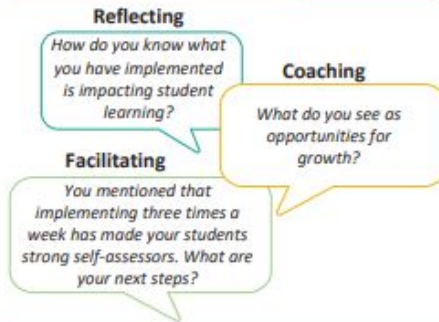 Reflecting
How do you know what
you have implemented
is impacting student
learning?
Coaching
What do you see as
opportunities for
growth?
Facilitating
You mentioned that
implementing three times a
week has made your students
strong self-assessors. What are
your next steps?